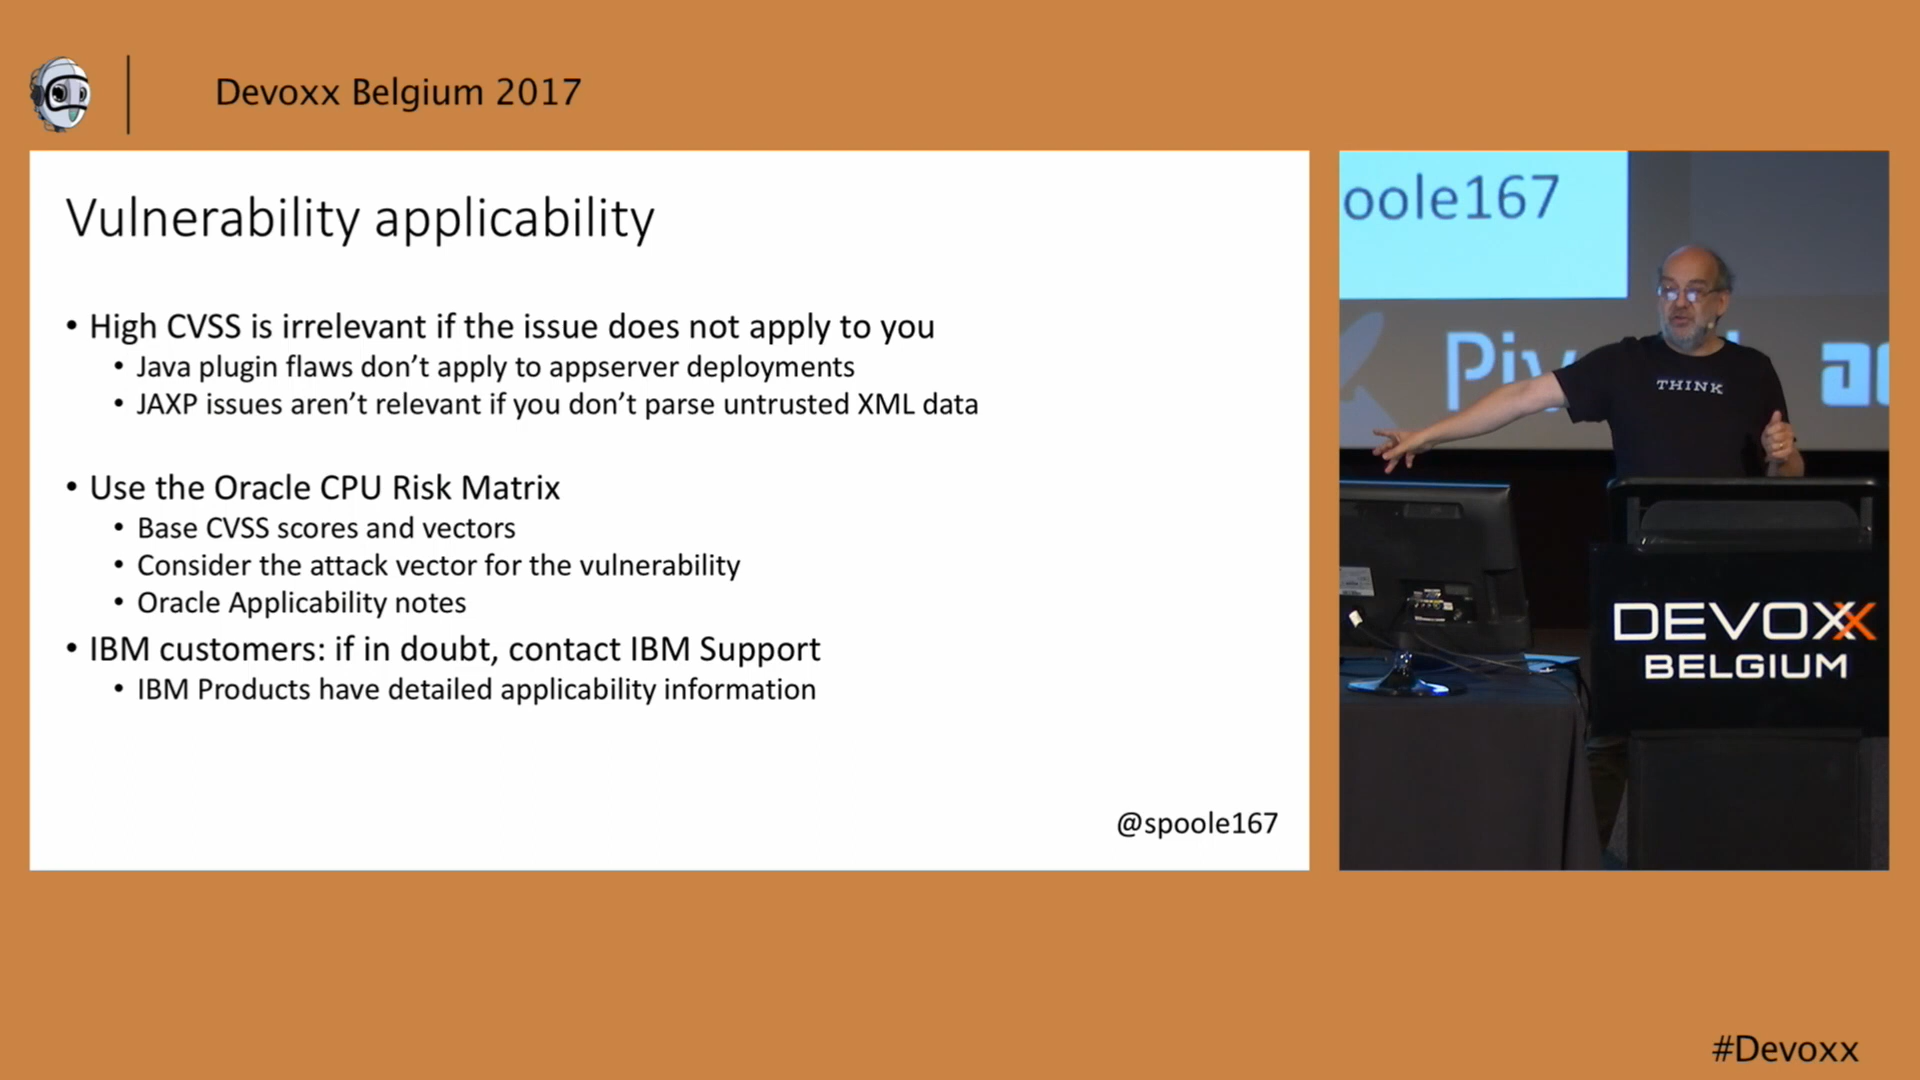 Devoxx Belgium 2017
Vulnerability applicability
• High CVSS is irrelevant if the issue does not apply to you
• Java plugin flaws don’t apply to appserver deployments
• JAXP issues aren’t relevant if you don’t parse untrusted XML data
• Use the Oracle CPU Risk Matrix
• Base CVSS scores and vectors
• Consider the attack vector for the vulnerability
• Oracle Applicability notes
• IBM customers: if in doubt, contact IBM Support
• IBM Products have detailed applicability information
@spoole167
oole167
Piv
THINK
DEVOXX
BELGIUM
#Devoxx